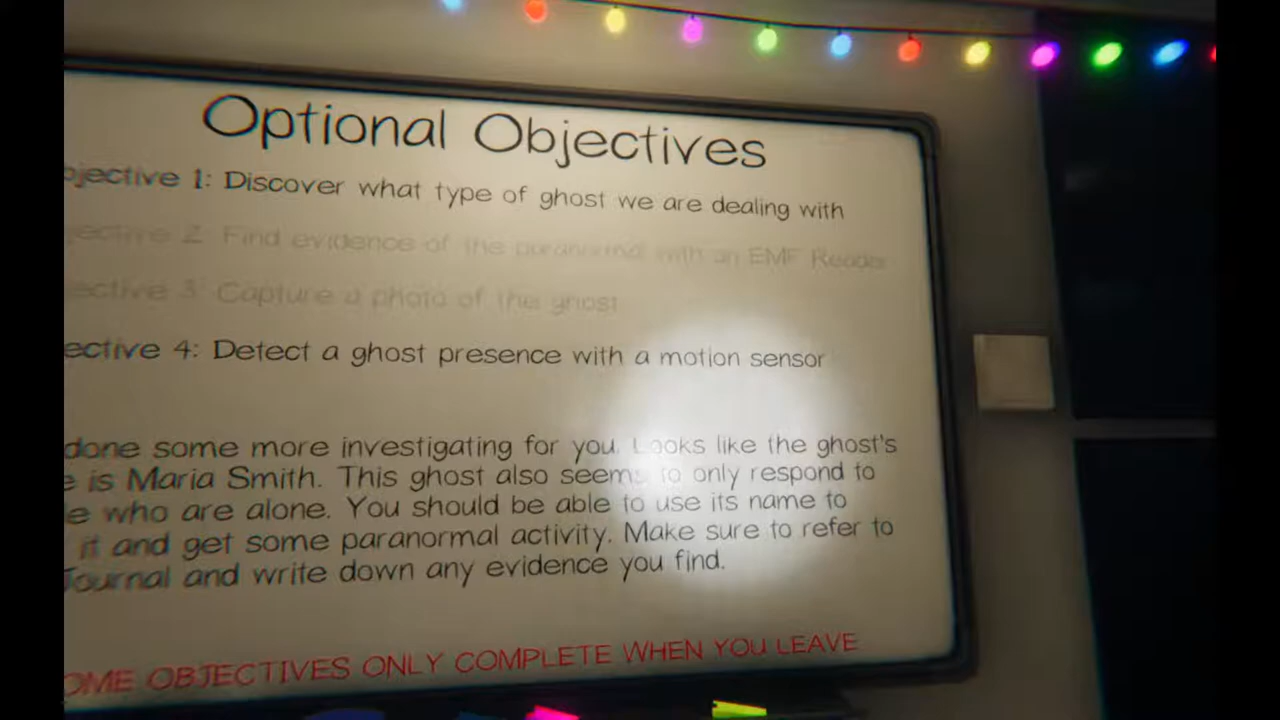 Optional Objectives
bjective 1: Discover what type of ghost we are dealing with
jective 2: Find evidence of the paranormal with an EMF Reader
ective 3: Capture a photo of the ghost
ective 4: Detect a ghost presence with a motion sensor
done some more investigating for you. Looks like the ghost's
e is Maria Smith. This ghost also seems to only respond to
e who are alone. You should be able to use its name to
it and get some paranormal activity. Make sure to refer to
Journal and write down any evidence you find.
OME OBJECTIVES ONLY COMPLETE WHEN YOU LEAVE